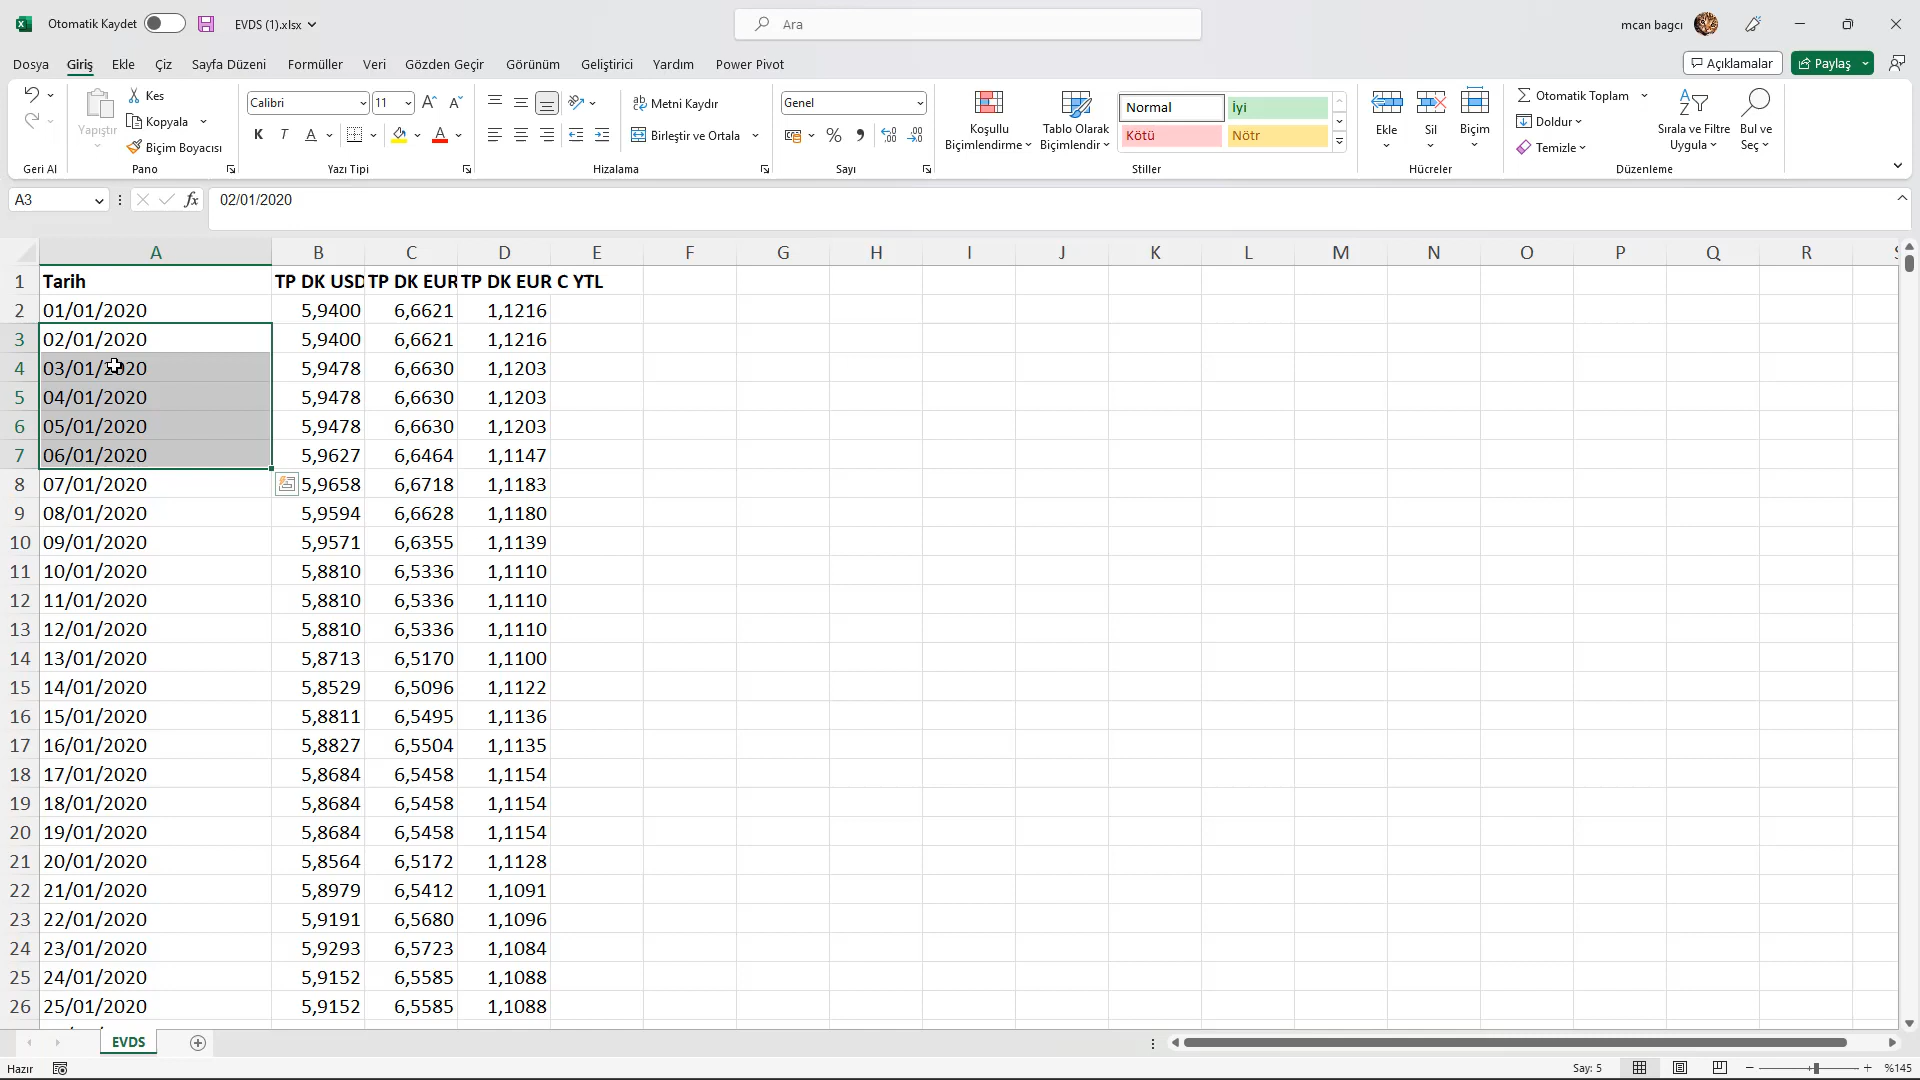 Otomatik Kaydet EVDS (1).xlsx Ara mcan bagcı
Dosya Giriş Ekle Çiz Sayfa Düzeni Formüller Veri Gözden Geçir Görünüm Geliştirici Yardım Power Pivot Açıklamalar Paylaş
Yapıştır Kes Kopyala Biçim Boyacısı
Calibri 11
K T A
Metni Kaydır
Birleştir ve Ortala
Genel
Koşullu Biçimlendirme
Tablo Olarak Biçimlendir
Normal İyi
Kötü Nötr
Ekle Sil Biçim
Otomatik Toplam
Doldur
Temizle
Sırala ve Filtre Uygula
Bul ve Seç
Geri Al Pano Yazı Tipi Hizalama Sayı Stiller Hücreler Düzenleme
A3 fx 02/01/2020
A B C D E F G H I J K L M N O P Q R
1 Tarih TP DK USD TP DK EUR TP DK EUR C YTL
2 01/01/2020 5,9400 6,6621 1,1216
3 02/01/2020 5,9400 6,6621 1,1216
4 03/01/2020 5,9478 6,6630 1,1203
5 04/01/2020 5,9478 6,6630 1,1203
6 05/01/2020 5,9478 6,6630 1,1203
7 06/01/2020 5,9627 6,6464 1,1147
8 07/01/2020 5,9658 6,6718 1,1183
9 08/01/2020 5,9594 6,6628 1,1180
10 09/01/2020 5,9571 6,6355 1,1139
11 10/01/2020 5,8810 6,5336 1,1110
12 11/01/2020 5,8810 6,5336 1,1110
13 12/01/2020 5,8810 6,5336 1,1110
14 13/01/2020 5,8713 6,5170 1,1100
15 14/01/2020 5,8529 6,5096 1,1122
16 15/01/2020 5,8811 6,5495 1,1136
17 16/01/2020 5,8827 6,5504 1,1135
18 17/01/2020 5,8684 6,5458 1,1154
19 18/01/2020 5,8684 6,5458 1,1154
20 19/01/2020 5,8684 6,5458 1,1154
21 20/01/2020 5,8564 6,5172 1,1128
22 21/01/2020 5,8979 6,5412 1,1091
23 22/01/2020 5,9191 6,5680 1,1096
24 23/01/2020 5,9293 6,5723 1,1084
25 24/01/2020 5,9152 6,5585 1,1088
26 25/01/2020 5,9152 6,5585 1,1088
EVDS
Hazır Say: 5 %145